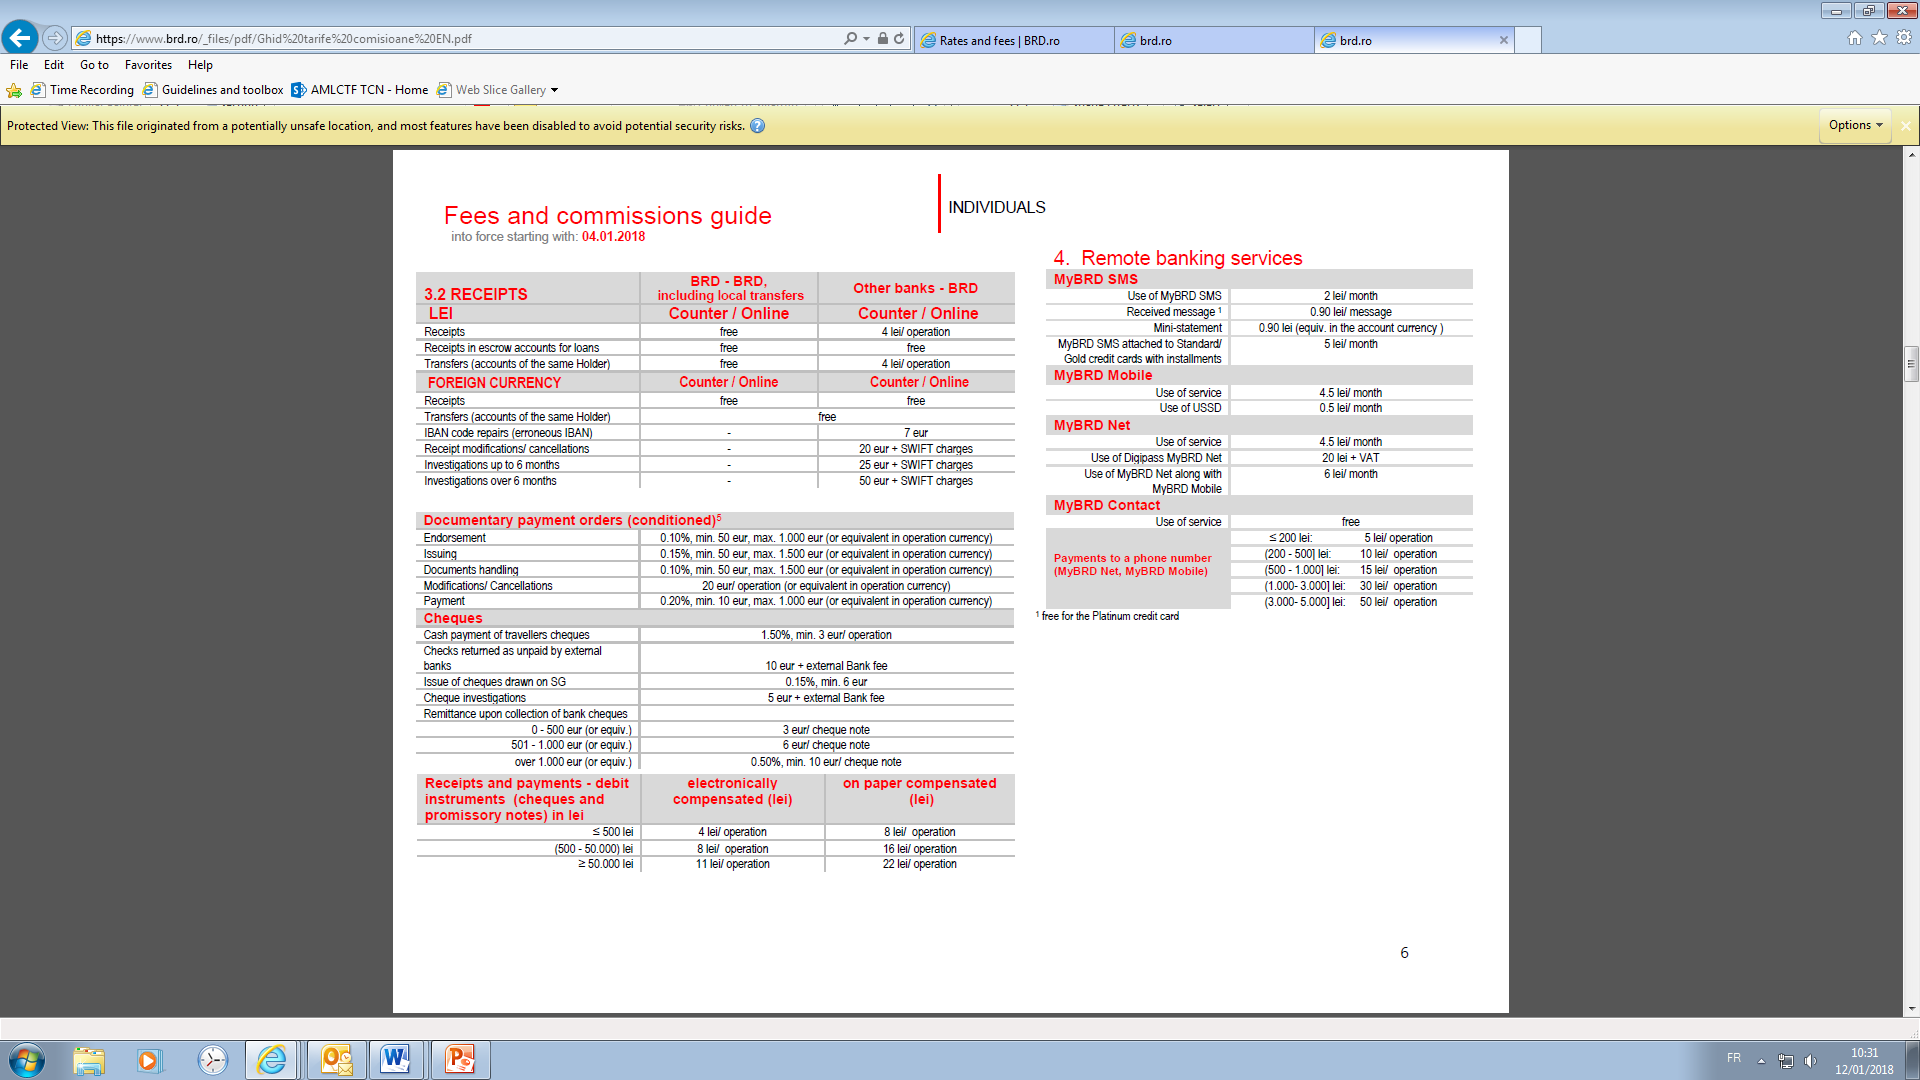 https://www.brd.ro/_files/pdf/Ghid%20tarife%20comisioane%20EN.pdf
Rates and fees | BRD.ro
brd.ro
brd.ro
File Edit Go to Favorites Help
Time Recording Guidelines and toolbox AMLCTF TCN - Home Web Slice Gallery
Protected View: This file originated from a potentially unsafe location, and most features have been disabled to avoid potential security risks.
Options
Fees and commissions guide
into force starting with: 04.01.2018
INDIVIDUALS
3.2 RECEIPTS BRD - BRD, including local transfers Other banks - BRD
LEI Counter / Online Counter / Online
Receipts free 4 lei/ operation
Receipts in escrow accounts for loans free free
Transfers (accounts of the same Holder) free 4 lei/ operation
FOREIGN CURRENCY Counter / Online Counter / Online
Receipts free free
Transfers (accounts of the same Holder) free
IBAN code repairs (erroneous IBAN) - 7 eur
Receipt modifications/ cancellations - 20 eur + SWIFT charges
Investigations up to 6 months - 25 eur + SWIFT charges
Investigations over 6 months - 50 eur + SWIFT charges
Documentary payment orders (conditioned)⁵
Endorsement 0.10%, min. 50 eur, max. 1.000 eur (or equivalent in operation currency)
Issuing 0.15%, min. 50 eur, max. 1.500 eur (or equivalent in operation currency)
Documents handling 0.10%, min. 50 eur, max. 1.500 eur (or equivalent in operation currency)
Modifications/ Cancellations 20 eur/ operation (or equivalent in operation currency)
Payment 0.20%, min. 10 eur, max. 1.000 eur (or equivalent in operation currency)
Cheques
Cash payment of travellers cheques 1.50%, min. 3 eur/ operation
Checks returned as unpaid by external
banks 10 eur + external Bank fee
Issue of cheques drawn on SG 0.15%, min. 6 eur
Cheque investigations 5 eur + external Bank fee
Remittance upon collection of bank cheques
0 - 500 eur (or equiv.) 3 eur/ cheque note
501 - 1.000 eur (or equiv.) 6 eur/ cheque note
over 1.000 eur (or equiv.) 0.50%, min. 10 eur/ cheque note
Receipts and payments - debit electronically on paper compensated
instruments (cheques and compensated (lei) (lei)
promissory notes) in lei
≤ 500 lei 4 lei/ operation 8 lei/ operation
(500 - 50.000) lei 8 lei/ operation 16 lei/ operation
≥ 50.000 lei 11 lei/ operation 22 lei/ operation
4. Remote banking services
MyBRD SMS
Use of MyBRD SMS 2 lei/ month
Received message ¹ 0.90 lei/ message
Mini-statement 0.90 lei (equiv. in the account currency )
MyBRD SMS attached to Standard/ 5 lei/ month
Gold credit cards with installments
MyBRD Mobile
Use of service 4.5 lei/ month
Use of USSD 0.5 lei/ month
MyBRD Net
Use of service 4.5 lei/ month
Use of Digipass MyBRD Net 20 lei + VAT
Use of MyBRD Net along with 6 lei/ month
MyBRD Mobile
MyBRD Contact
Use of service free
Payments to a phone number
(MyBRD Net, MyBRD Mobile)
≤ 200 lei: 5 lei/ operation
(200 - 500] lei: 10 lei/ operation
(500 - 1.000] lei: 15 lei/ operation
(1.000- 3.000] lei: 30 lei/ operation
(3.000- 5.000] lei: 50 lei/ operation
¹ free for the Platinum credit card
6
FR
10:31
12/01/2018